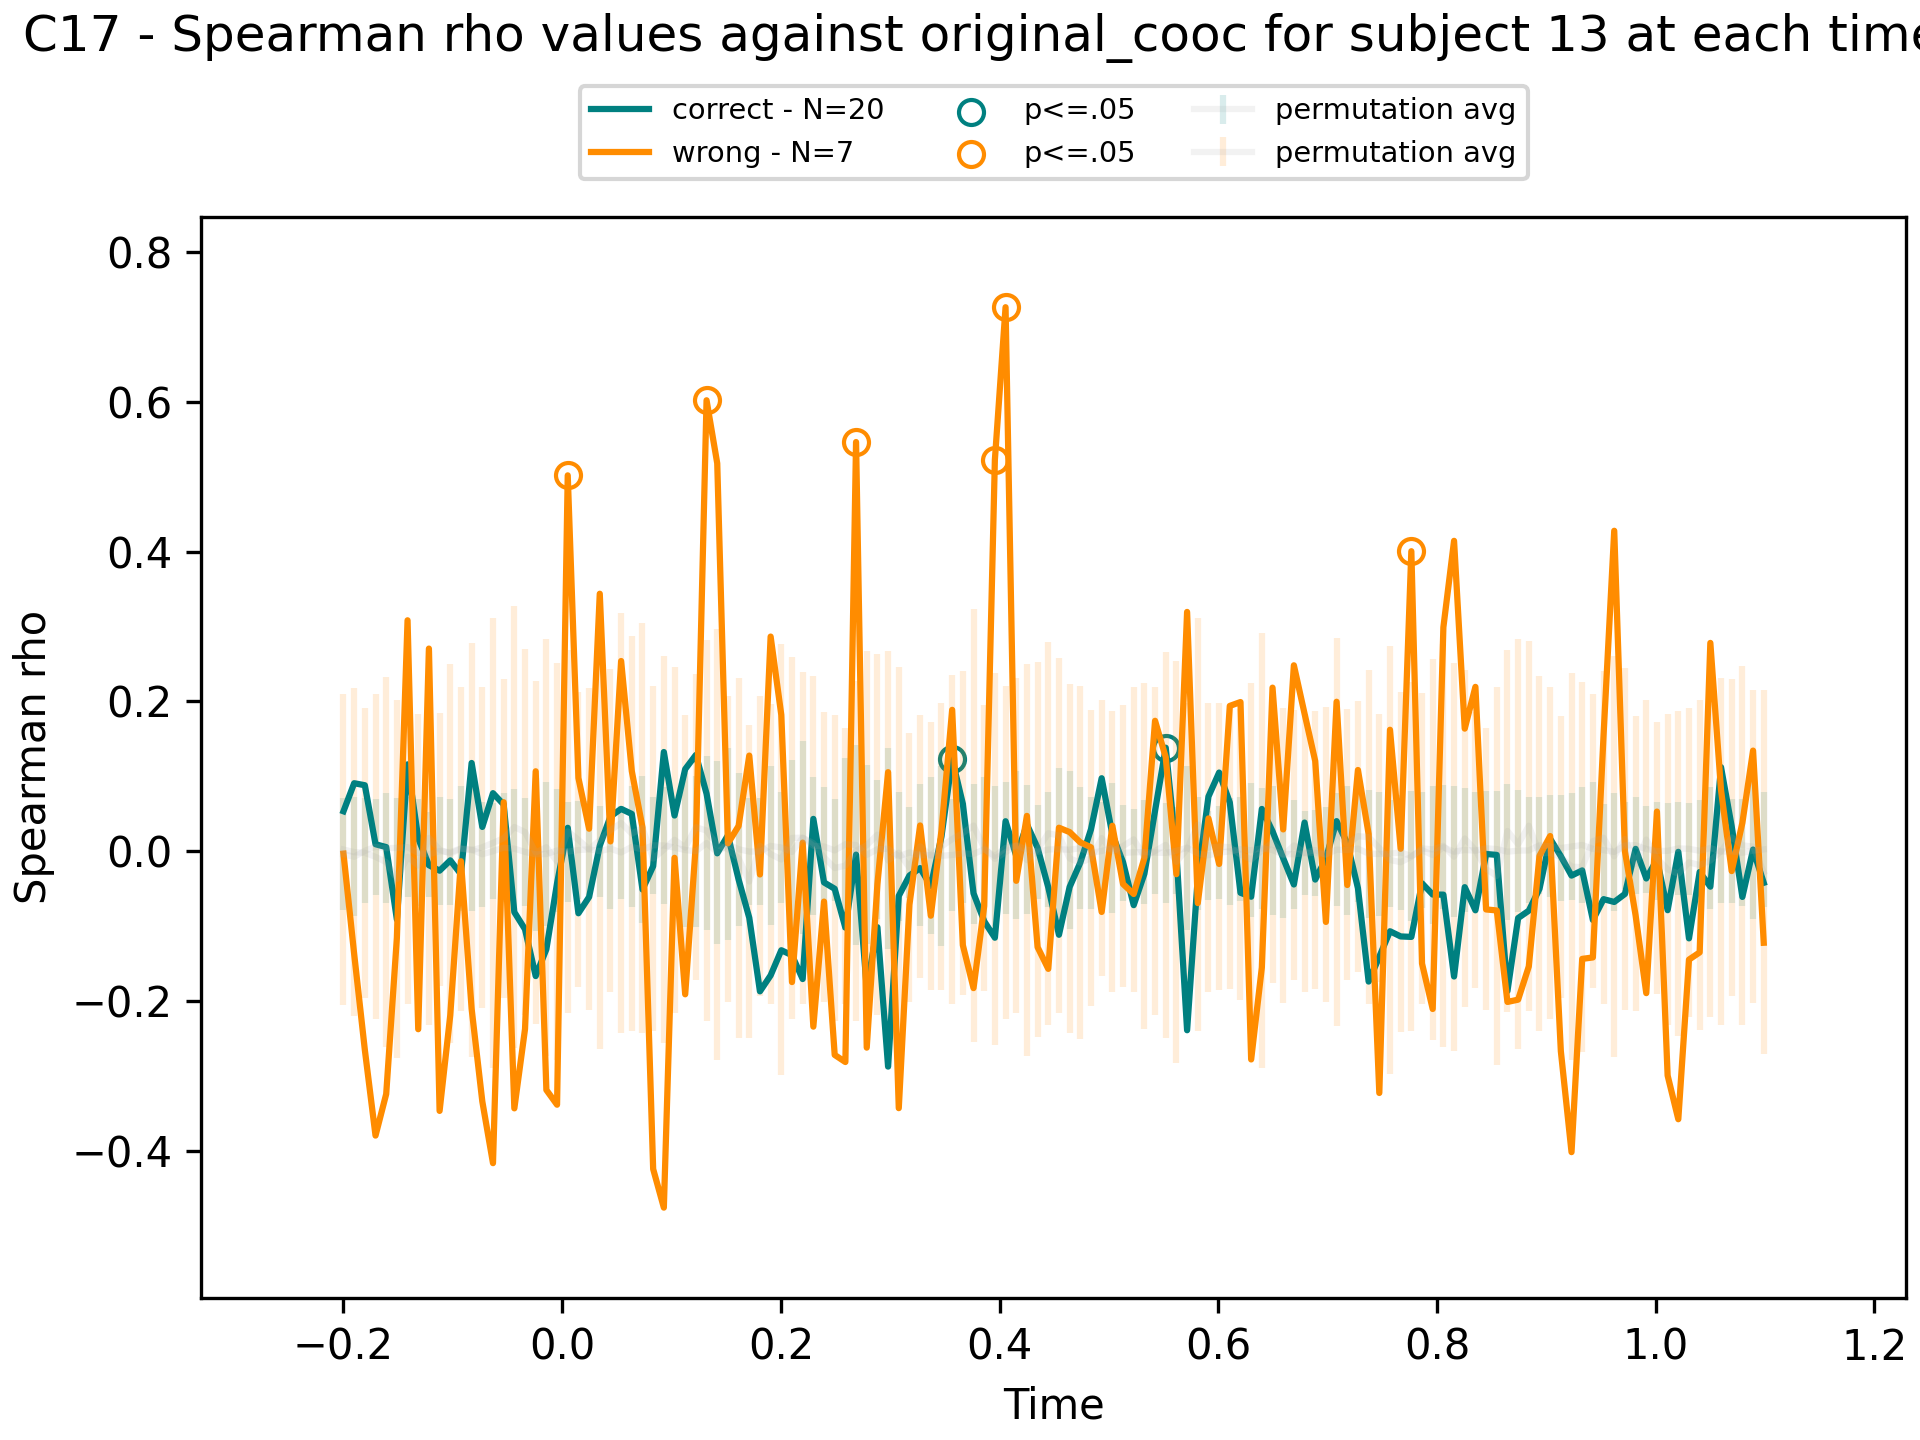 C17 - Spearman rho values against original_cooc for subject 13 at each time
correct - N=20 p<=.05 permutation avg
wrong - N=7 p<=.05 permutation avg
0.8
0.6
0.4
0.2
0.0
−0.2
−0.4
Spearman rho
−0.2 0.0 0.2 0.4 0.6 0.8 1.0 1.2
Time